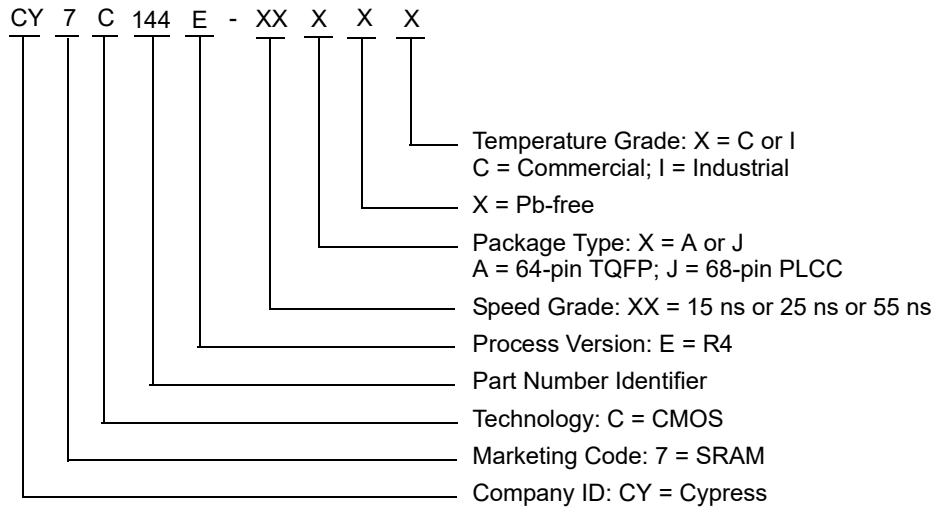 CY 7 C 144 E - XX X X X
Temperature Grade: X = C or I
C = Commercial; I = Industrial
X = Pb-free
Package Type: X = A or J
A = 64-pin TQFP; J = 68-pin PLCC
Speed Grade: XX = 15 ns or 25 ns or 55 ns
Process Version: E = R4
Part Number Identifier
Technology: C = CMOS
Marketing Code: 7 = SRAM
Company ID: CY = Cypress